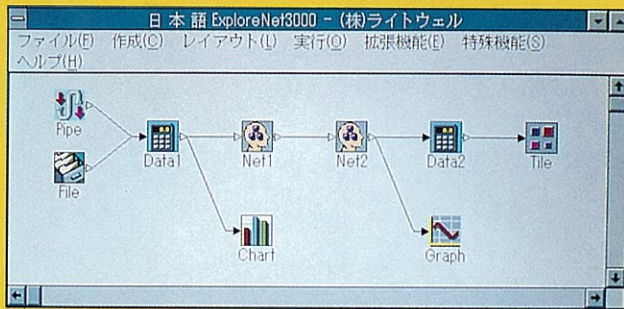 日 本 語 ExploreNet3000 - (株)ライトウェル
ファイル(F) 作成(C) レイアウト(L) 実行(O) 拡張機能(E) 特殊機能(S)
ヘルプ(H)
Pipe
File
Data1 Net1 Net2 Data2 Tile
Chart Graph